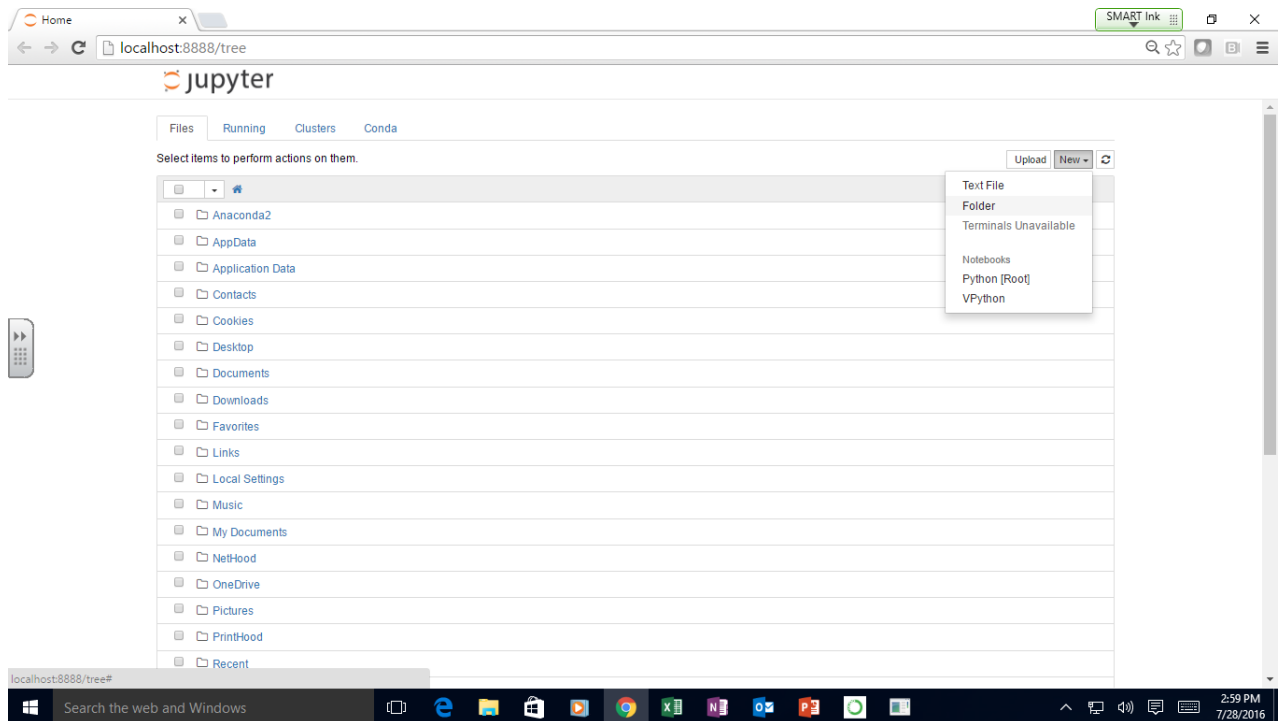 Home
SMART Ink
localhost:8888/tree
jupyter
Files Running Clusters Conda
Select items to perform actions on them.
Upload New
Text File
Folder
Terminals Unavailable
Notebooks
Python [Root]
VPython
Anaconda2
AppData
Application Data
Contacts
Cookies
Desktop
Documents
Downloads
Favorites
Links
Local Settings
Music
My Documents
NetHood
OneDrive
Pictures
PrintHood
Recent
localhost:8888/tree#
Search the web and Windows
2:59 PM
7/28/2016